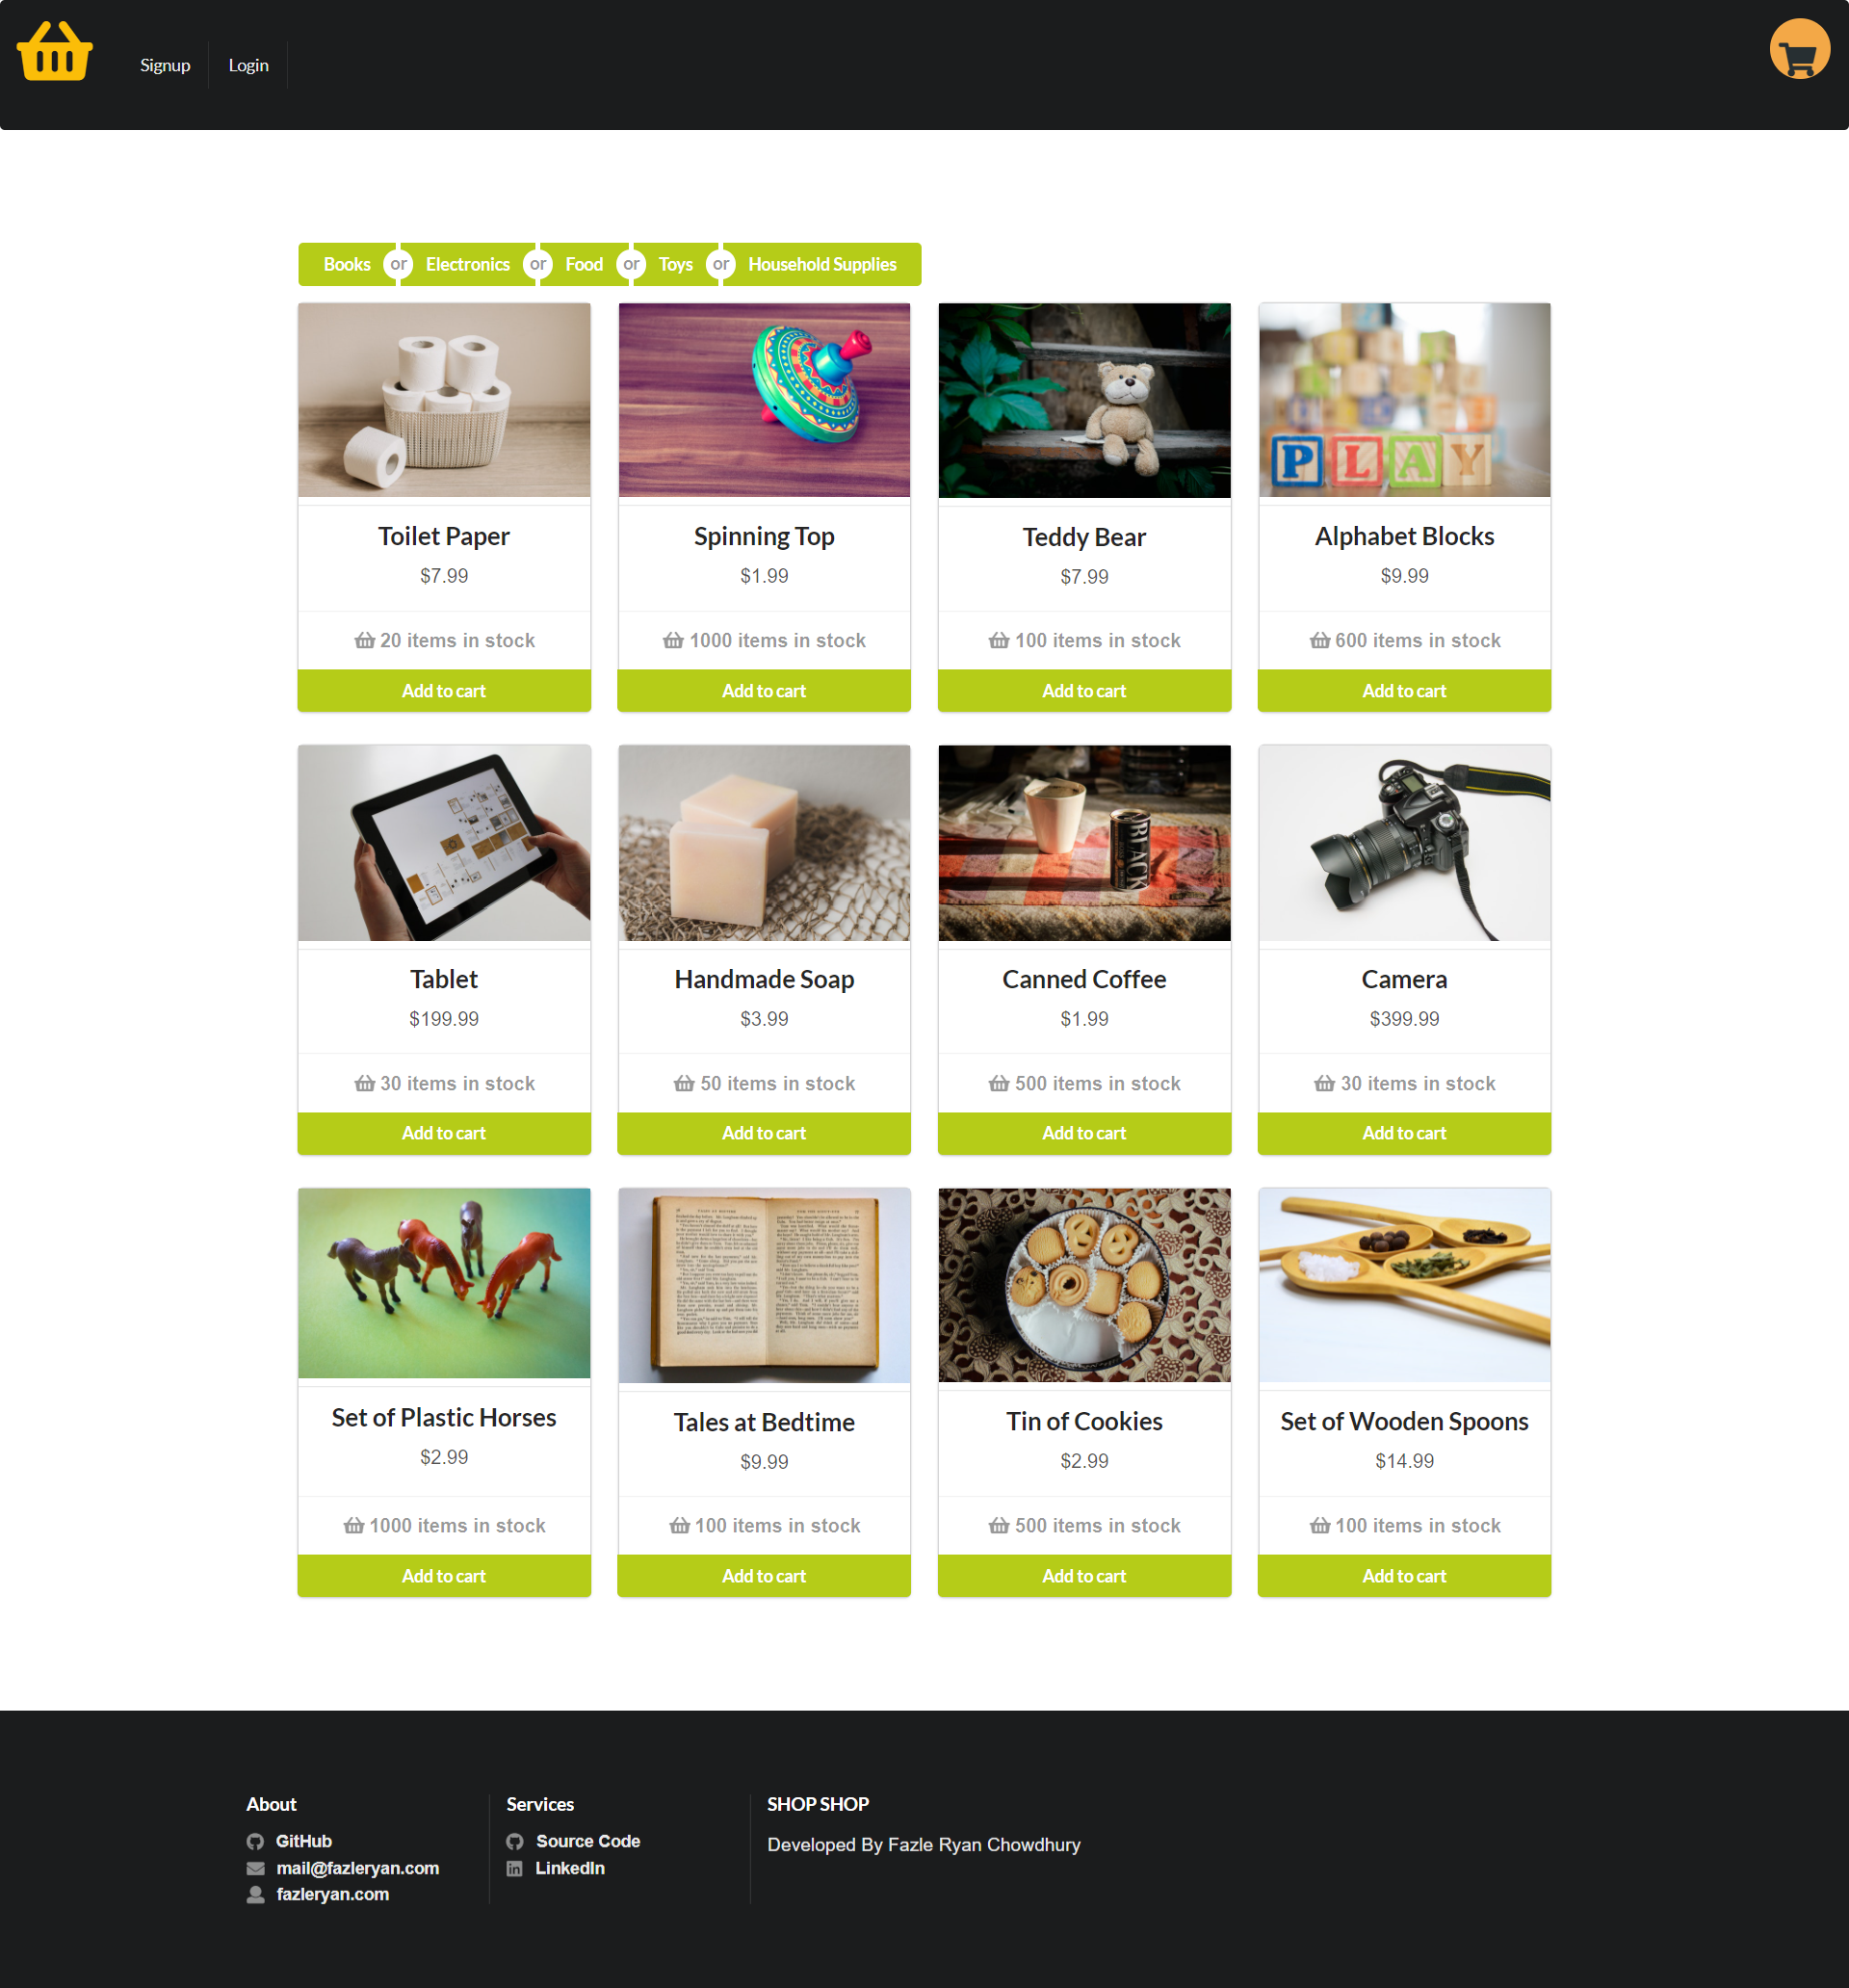 Signup Login
Books or Electronics or Food or Toys or Household Supplies
PLAY
Toilet Paper
$7.99
20 items in stock
Add to cart
Spinning Top
$1.99
1000 items in stock
Add to cart
Teddy Bear
$7.99
100 items in stock
Add to cart
Alphabet Blocks
$9.99
600 items in stock
Add to cart
BLACK
Tablet
$199.99
30 items in stock
Add to cart
Handmade Soap
$3.99
50 items in stock
Add to cart
Canned Coffee
$1.99
500 items in stock
Add to cart
Camera
$399.99
30 items in stock
Add to cart
Set of Plastic Horses
$2.99
1000 items in stock
Add to cart
Tales at Bedtime
$9.99
100 items in stock
Add to cart
Tin of Cookies
$2.99
500 items in stock
Add to cart
Set of Wooden Spoons
$14.99
100 items in stock
Add to cart
About
GitHub
mail@fazleryan.com
fazleryan.com
Services
Source Code
LinkedIn
SHOP SHOP
Developed By Fazle Ryan Chowdhury